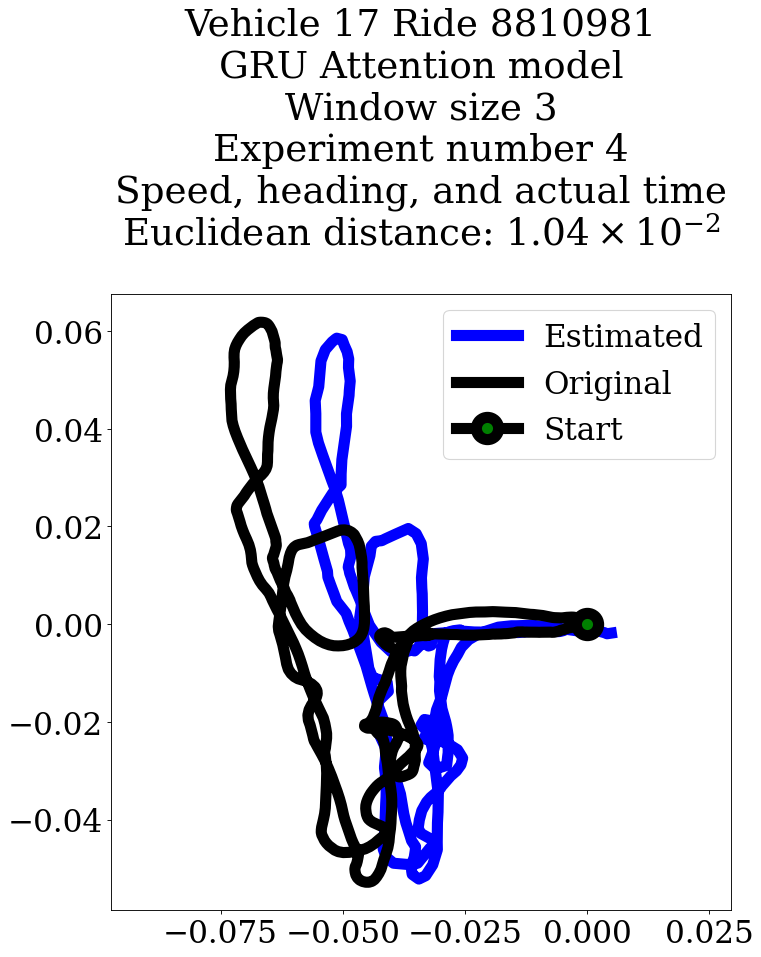 Vehicle 17 Ride 8810981
GRU Attention model
Window size 3
Experiment number 4
Speed, heading, and actual time
Euclidean distance: 1.04 × 10⁻²
Estimated
Original
Start
0.06
0.04
0.02
0.00
−0.02
−0.04
−0.075 −0.050 −0.025 0.000 0.025